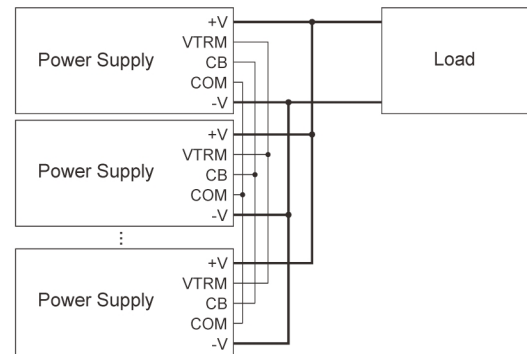 +V
VTRM
Power Supply
CB
COM
-V
Load
+V
VTRM
Power Supply
CB
COM
-V
+V
VTRM
Power Supply
CB
COM
-V